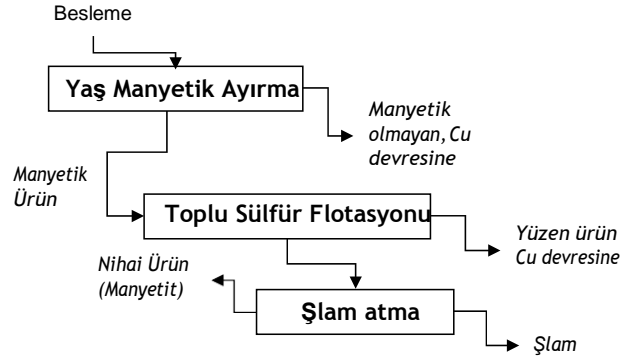 Besleme
Yaş Manyetik Ayırma
Manyetik
olmayan,Cu
devresine
Manyetik
Ürün
Toplu Sülfür Flotasyonu
Yüzen ürün
Cu devresine
Nihai Ürün
(Manyetit)
Şlam atma
Şlam